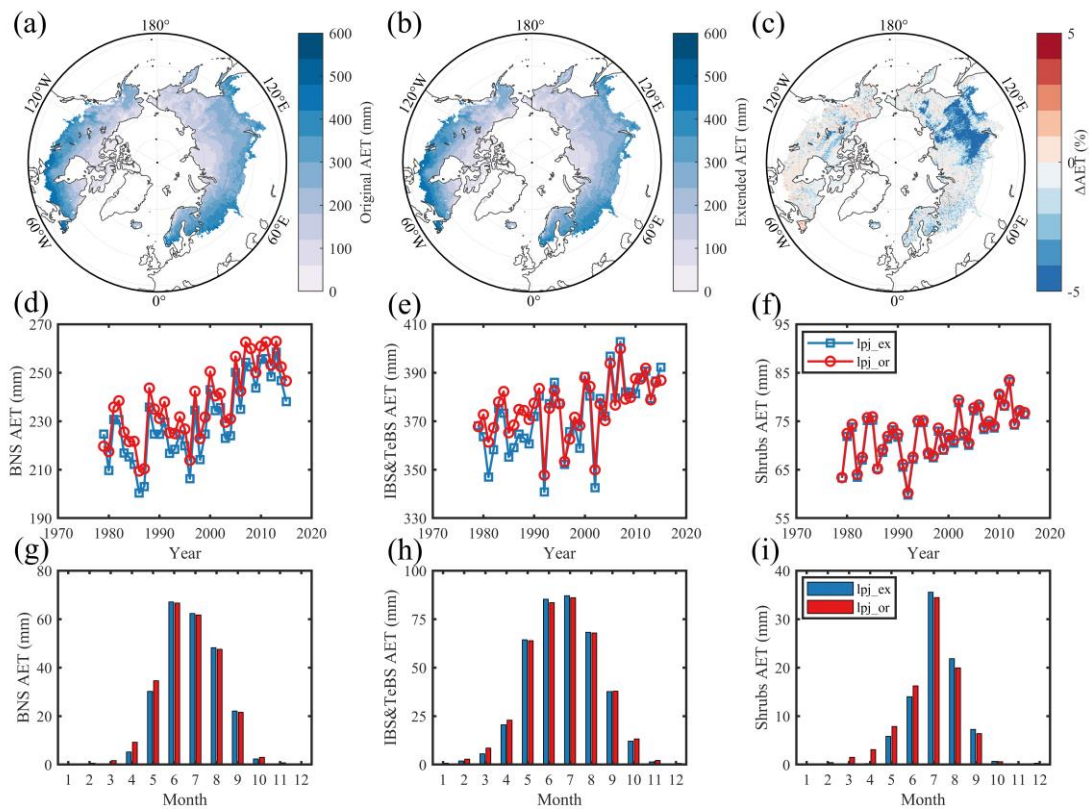 (a)
180°
120°W
120°E
60°W
60°E
0°
600
500
400
300
200
100
0
Original AET (mm)
(b)
180°
120°W
120°E
60°W
60°E
0°
600
500
400
300
200
100
0
Extended AET (mm)
(c)
180°
120°W
120°E
60°W
60°E
0°
5
0
-5
ΔAET (%)
(d)
270
250
230
210
190
BNS AET (mm)
1970 1980 1990 2000 2010 2020
Year
(e)
410
390
370
350
330
IBS&TeBS AET (mm)
1970 1980 1990 2000 2010 2020
Year
(f)
95
85
75
65
55
Shrubs AET (mm)
lpj_ex
lpj_or
1970 1980 1990 2000 2010 2020
Year
(g)
80
60
40
20
0
BNS AET (mm)
1 2 3 4 5 6 7 8 9 10 11 12
Month
(h)
100
75
50
25
0
IBS&TeBS AET (mm)
1 2 3 4 5 6 7 8 9 10 11 12
Month
(i)
40
30
20
10
0
Shrubs AET (mm)
lpj_ex
lpj_or
1 2 3 4 5 6 7 8 9 10 11 12
Month